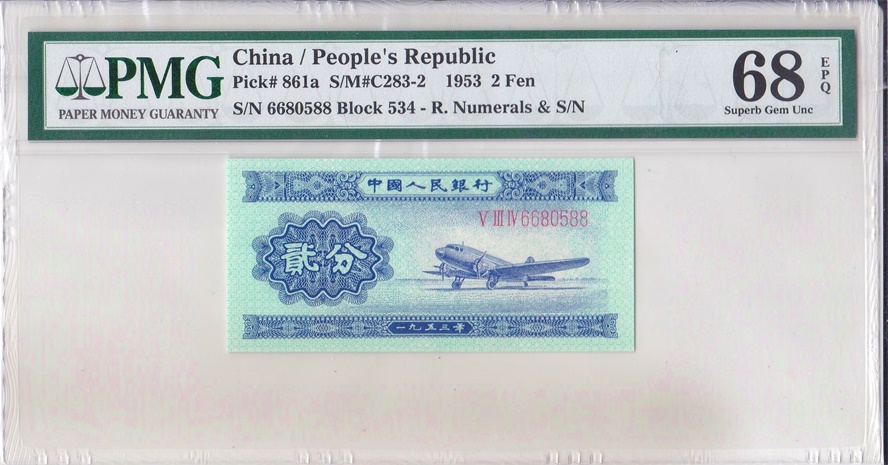 PMG
PAPER MONEY GUARANTY
China / People's Republic
Pick# 861a S/M#C283-2 1953 2 Fen
S/N 6680588 Block 534 - R. Numerals & S/N
68 EPQ
Superb Gem Unc
中國人民銀行
V III IV 6680588
貳分
一九五三年